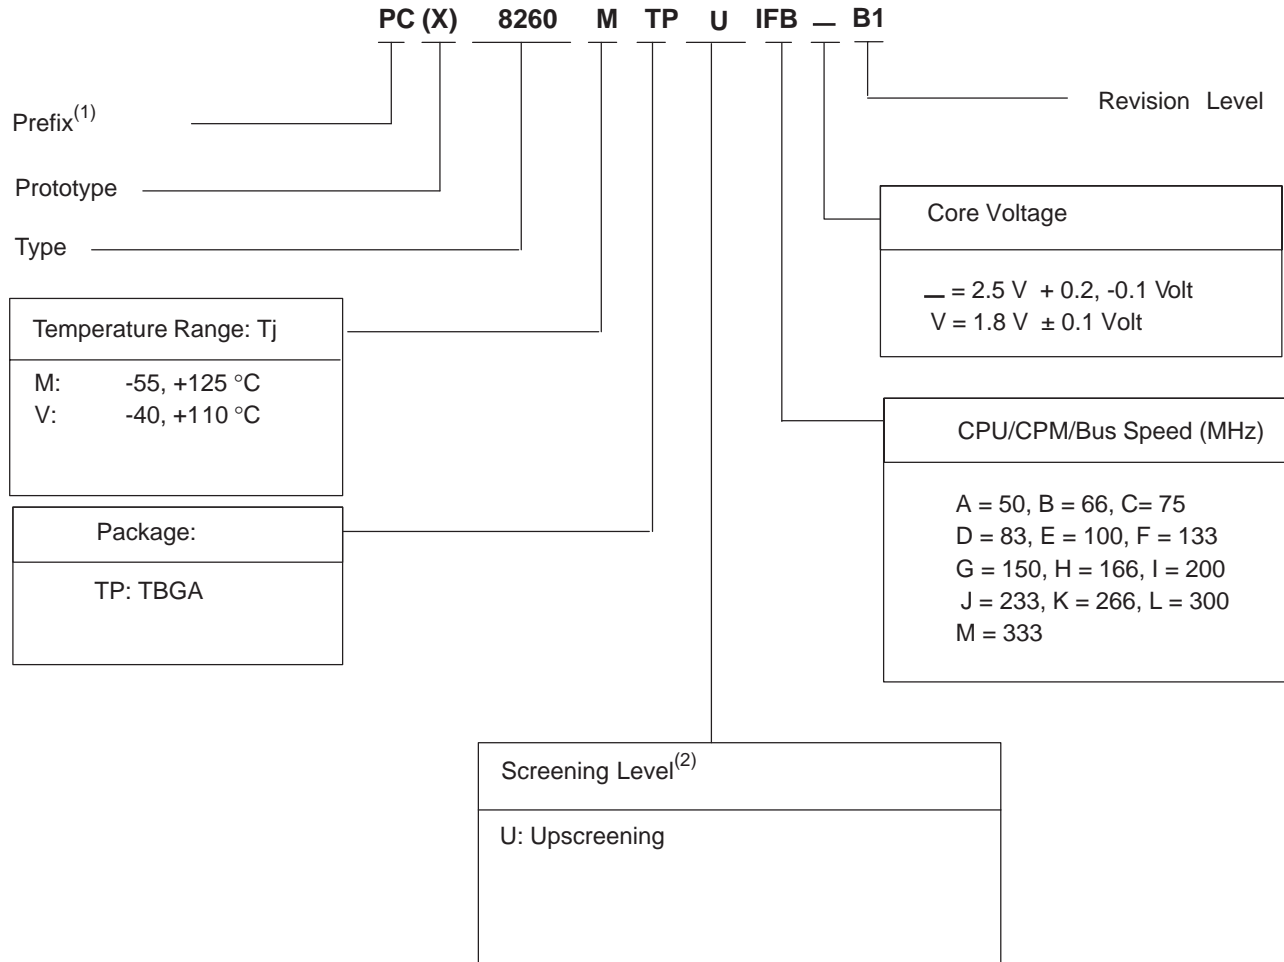 PC (X) 8260 M TP U IFB _ B1
Prefix(1)
Prototype
Type
Revision Level
Temperature Range: Tj
M: -55, +125 °C
V: -40, +110 °C
Package:
TP: TBGA
Core Voltage
_ = 2.5 V + 0.2, -0.1 Volt
V = 1.8 V ± 0.1 Volt
CPU/CPM/Bus Speed (MHz)
A = 50, B = 66, C= 75
D = 83, E = 100, F = 133
G = 150, H = 166, I = 200
J = 233, K = 266, L = 300
M = 333
Screening Level(2)
U: Upscreening